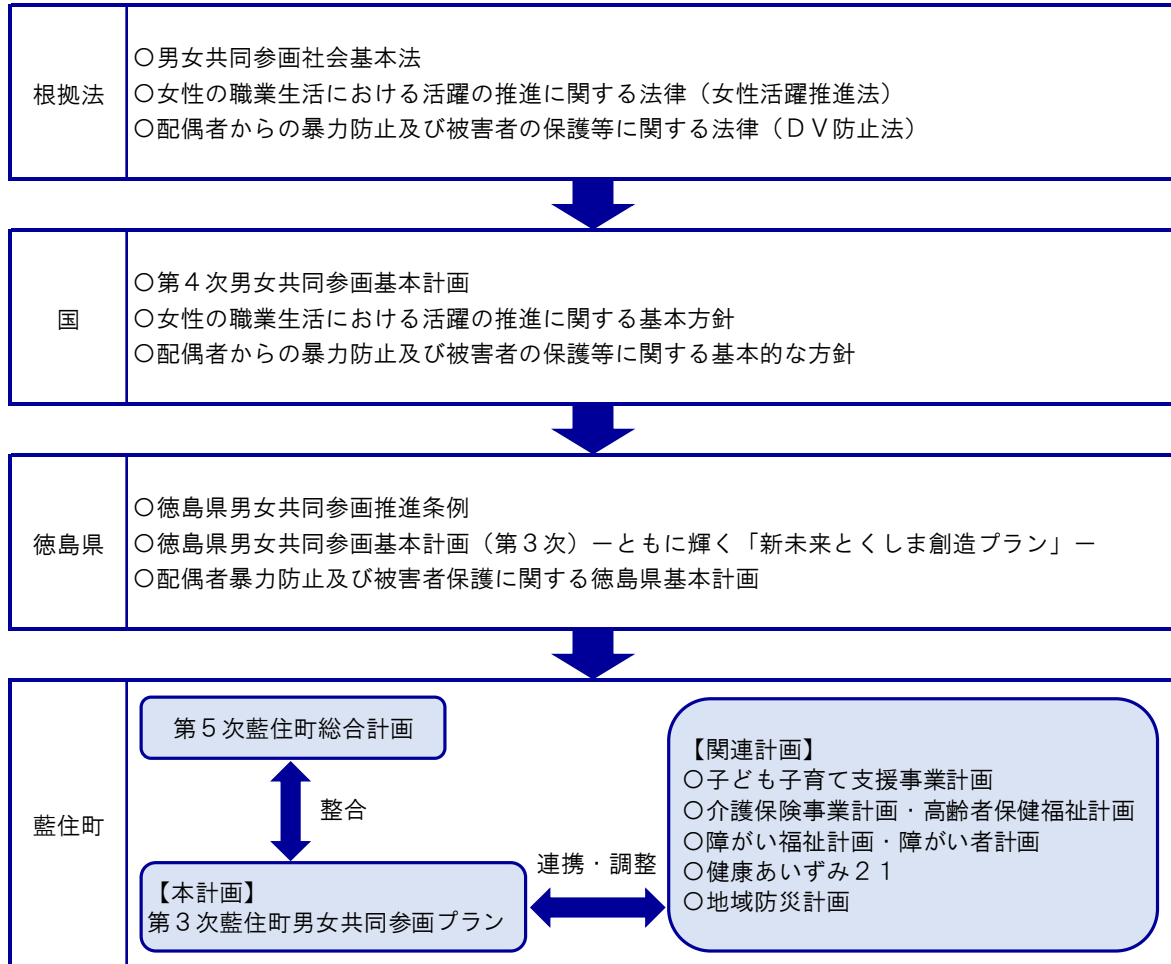 根拠法
〇男女共同参画社会基本法
〇女性の職業生活における活躍の推進に関する法律（女性活躍推進法）
〇配偶者からの暴力防止及び被害者の保護等に関する法律（ＤＶ防止法）
国
〇第４次男女共同参画基本計画
〇女性の職業生活における活躍の推進に関する基本方針
〇配偶者からの暴力防止及び被害者の保護等に関する基本的な方針
徳島県
〇徳島県男女共同参画推進条例
〇徳島県男女共同参画基本計画（第３次）－ともに輝く「新未来とくしま創造プラン」－
〇配偶者暴力防止及び被害者保護に関する徳島県基本計画
藍住町
第５次藍住町総合計画
整合
【本計画】
第３次藍住町男女共同参画プラン
連携・調整
【関連計画】
〇子ども子育て支援事業計画
〇介護保険事業計画・高齢者保健福祉計画
〇障がい福祉計画・障がい者計画
〇健康あいずみ２１
〇地域防災計画